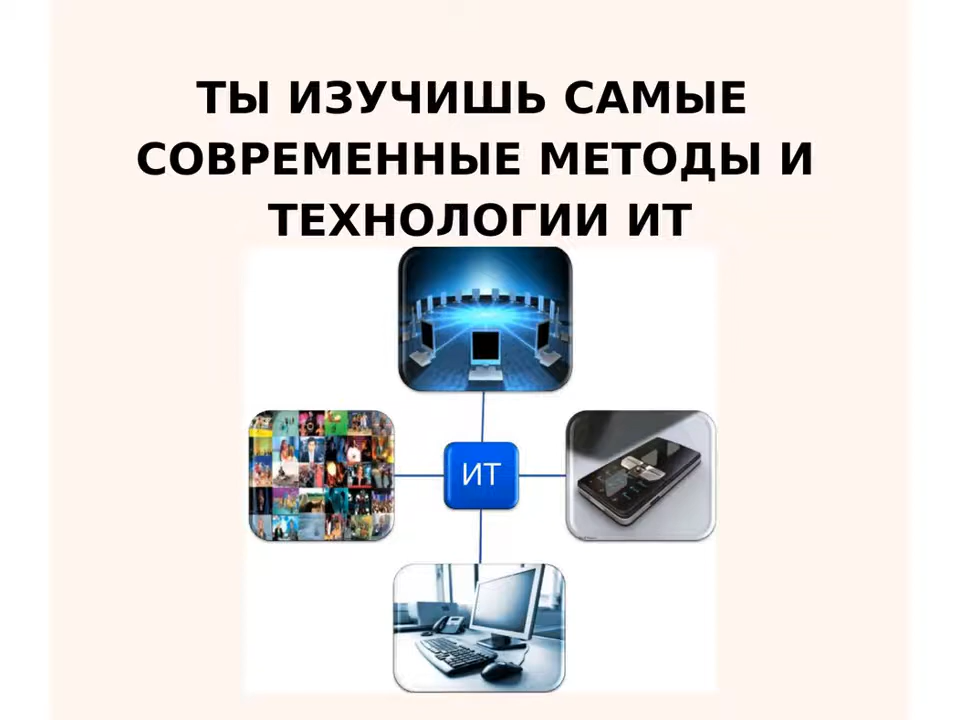 ТЫ ИЗУЧИШЬ САМЫЕ
СОВРЕМЕННЫЕ МЕТОДЫ И
ТЕХНОЛОГИИ ИТ
ИТ